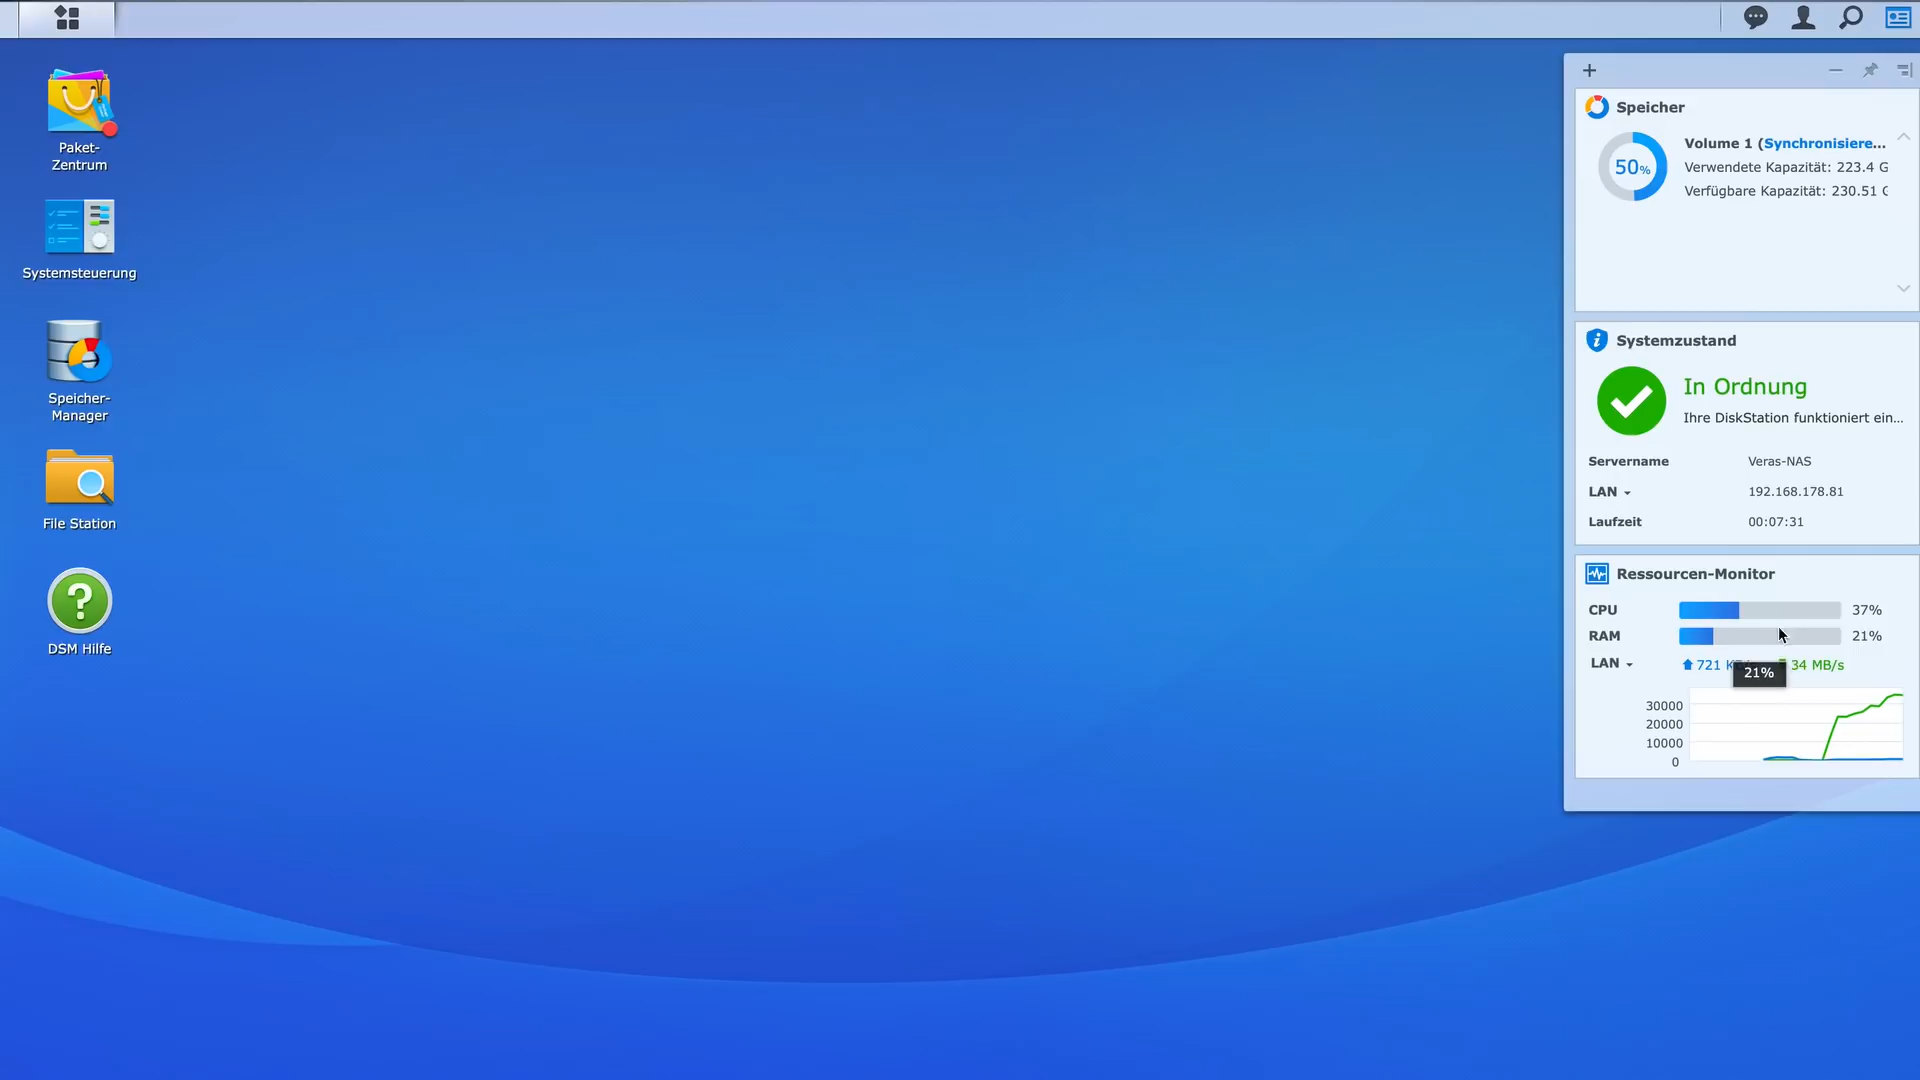 Paket-
Zentrum
Systemsteuerung
Speicher-
Manager
File Station
DSM Hilfe
Speicher
50%
Volume 1 (Synchronisiere...
Verwendete Kapazität: 223.4 G
Verfügbare Kapazität: 230.51
Systemzustand
In Ordnung
Ihre DiskStation funktioniert ein...
Servername Veras-NAS
LAN 192.168.178.81
Laufzeit 00:07:31
Ressourcen-Monitor
CPU 37%
RAM 21%
LAN 721 34 MB/s
21%
30000
20000
10000
0